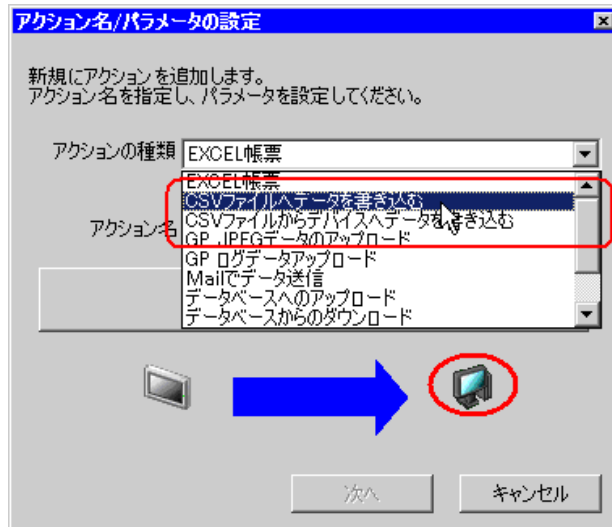 アクション名/パラメータの設定
新規にアクションを追加します。
アクション名を指定し、パラメータを設定してください。
アクションの種類 EXCEL帳票
EXCEL帳票
CSVファイルへデータを書き込む
アクション名 CSVファイルからデバイスへデータを書き込む
GP JPEGデータのアップロード
GP ログデータアップロード
Mailでデータ送信
データベースへのアップロード
データベースからのダウンロード
次へ キャンセル